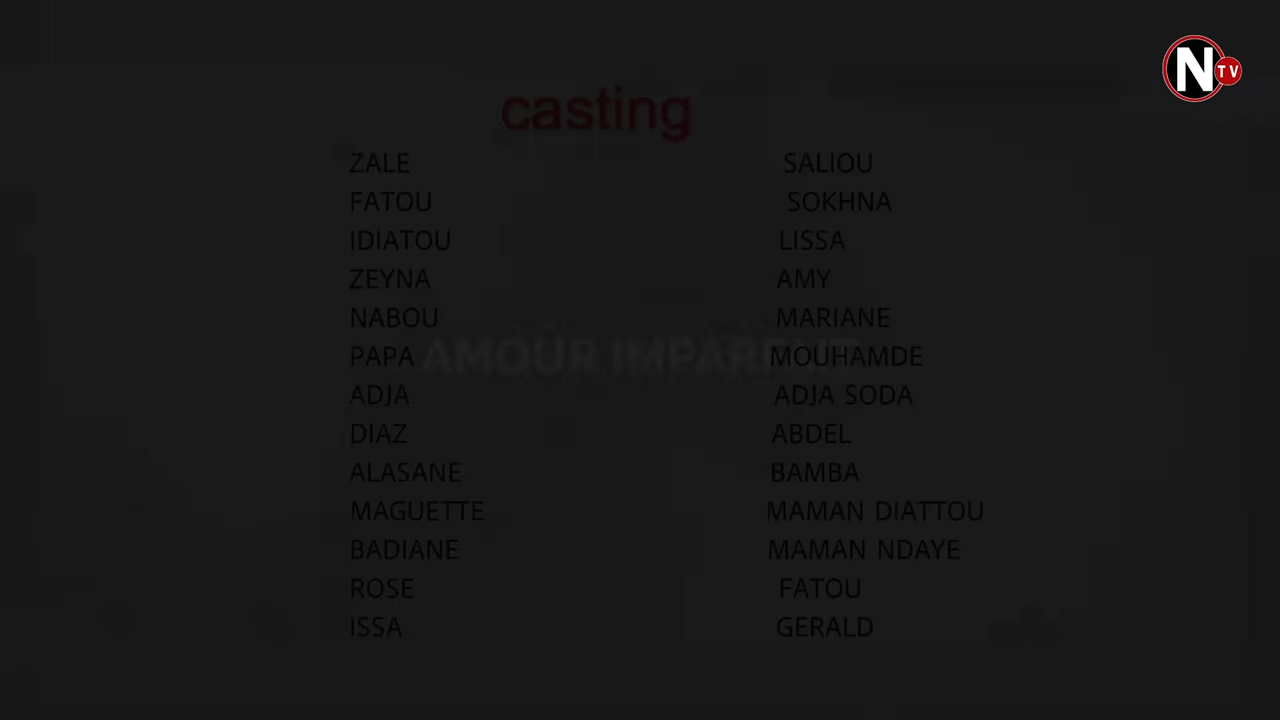 N TV
casting
ZALE SALIOU
FATOU SOKHNA
IDIATOU LISSA
ZEYNA AMY
NABOU MARIANE
AMOUR IMPARFAIT
PAPA MOUHAMDE
ADJA ADJA SODA
DIAZ ABDEL
ALASANE BAMBA
MAGUETTE MAMAN DIATTOU
BADIANE MAMAN NDAYE
ROSE FATOU
ISSA GERALD